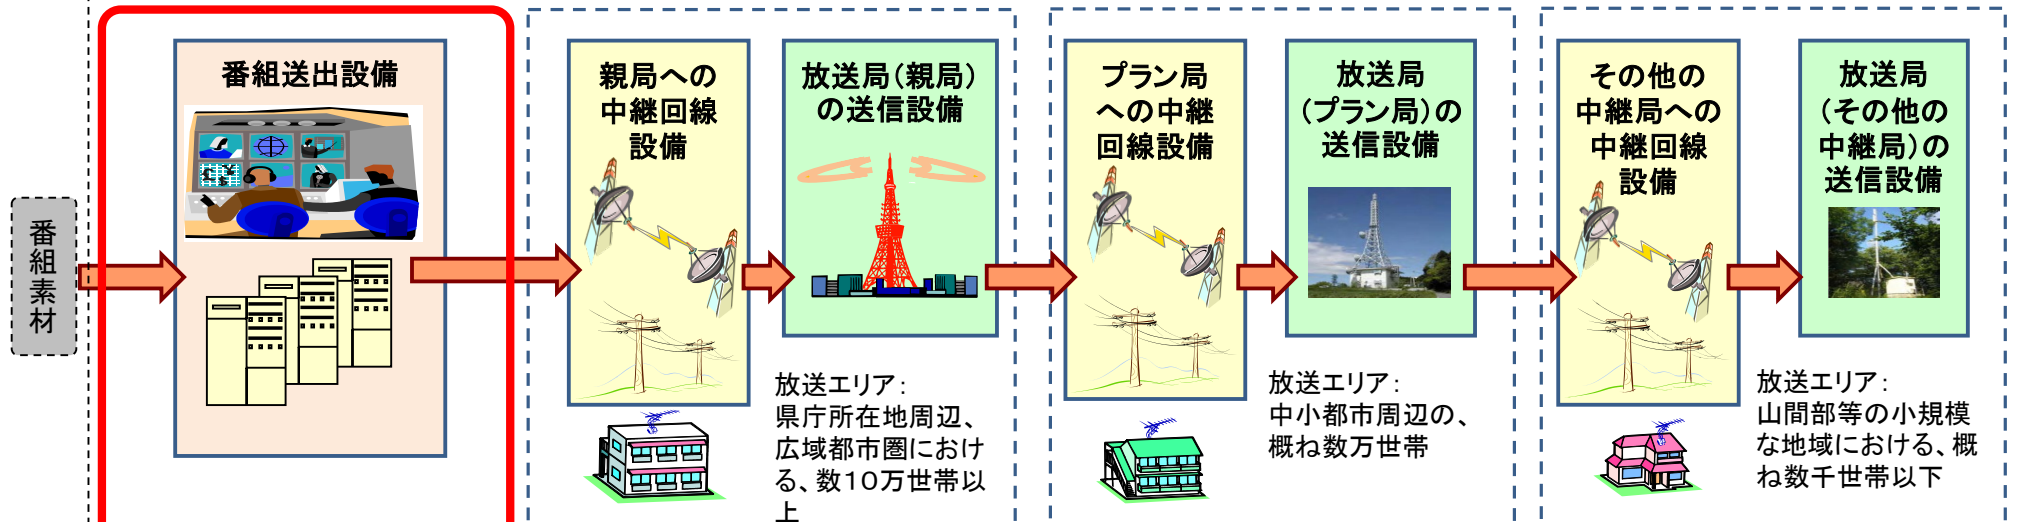 番組素材
番組送出設備
親局への
中継回線
設備
放送局(親局)
の送信設備
放送エリア：
県庁所在地周辺、
広域都市圏におけ
る、数１０万世帯以
上
プラン局
への中継
回線設備
放送局
(プラン局)の
送信設備
放送エリア：
中小都市周辺の、
概ね数万世帯
その他の
中継局への
中継回線
設備
放送局
(その他の
中継局)の
送信設備
放送エリア：
山間部等の小規模
な地域における、概
ね数千世帯以下